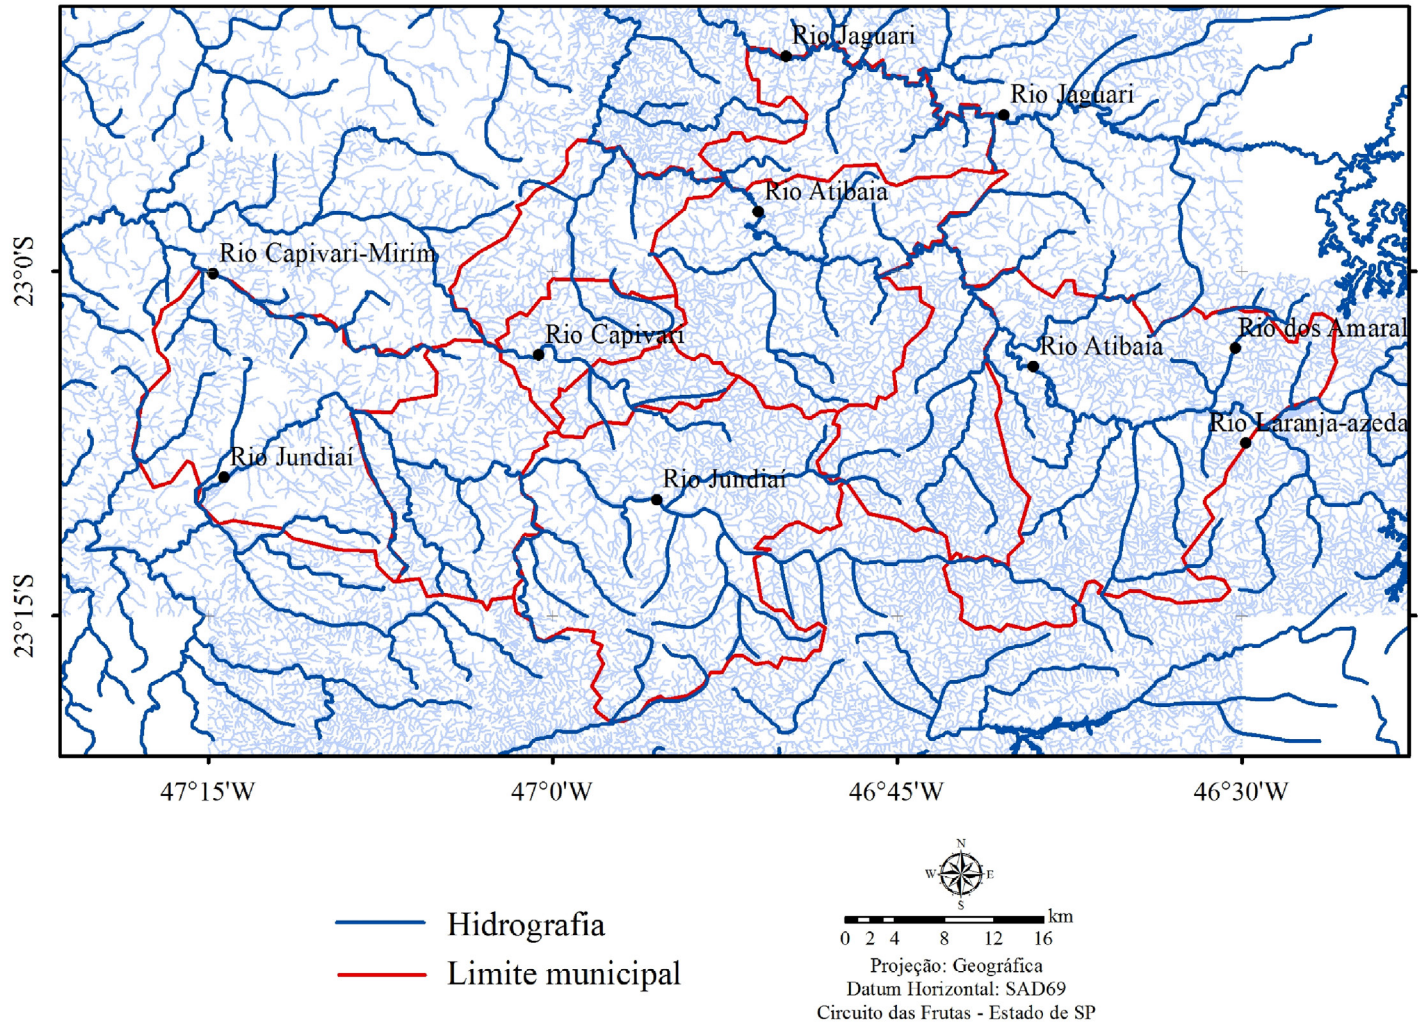 Rio Jaguari
Rio Jaguari
Rio Atibaia
Rio Capivari-Mirim
Rio Capivari
Rio dos Amaral
Rio Atibaia
Rio Laranja-azeda
Rio Jundiaí
Rio Jundiaí
23°0'S
23°15'S
47°15'W
47°0'W
46°45'W
46°30'W
N
W
E
S
Hidrografia
Limite municipal
km
0 2 4 8 12 16
Projeção: Geográfica
Datum Horizontal: SAD69
Circuito das Frutas - Estado de SP